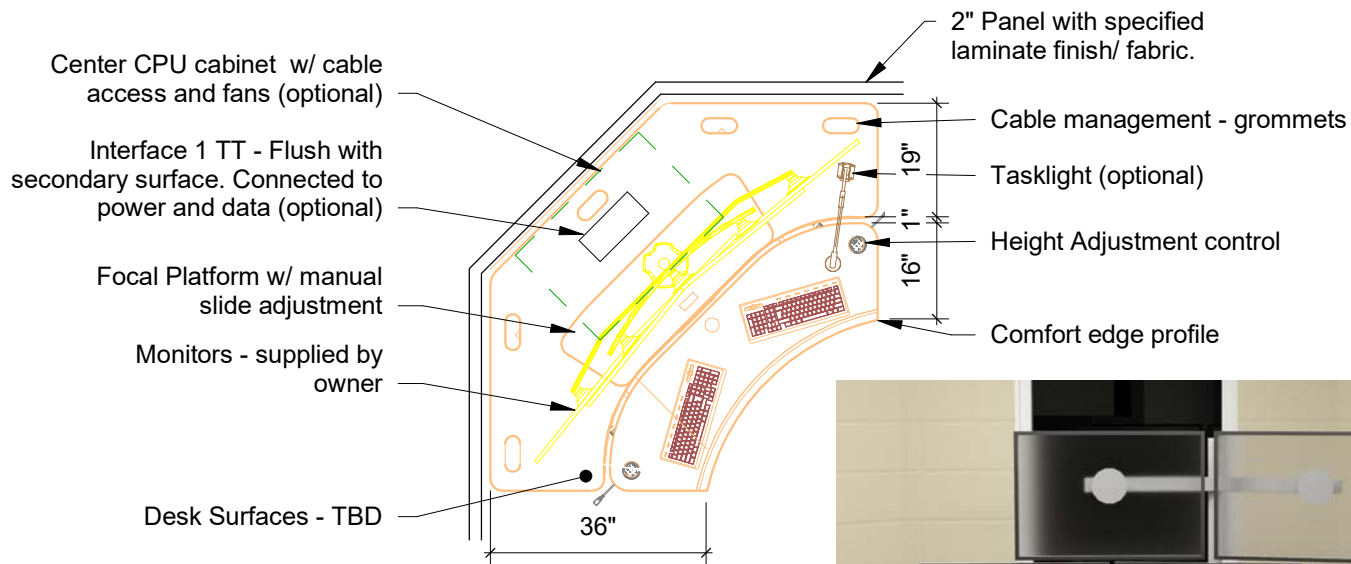 Center CPU cabinet w/ cable
access and fans (optional)
Interface 1 TT - Flush with
secondary surface. Connected to
power and data (optional)
Focal Platform w/ manual
slide adjustment
Monitors - supplied by
owner
Desk Surfaces - TBD
36"
2" Panel with specified
laminate finish/ fabric.
Cable management - grommets
19"
Tasklight (optional)
1"
Height Adjustment control
16"
Comfort edge profile